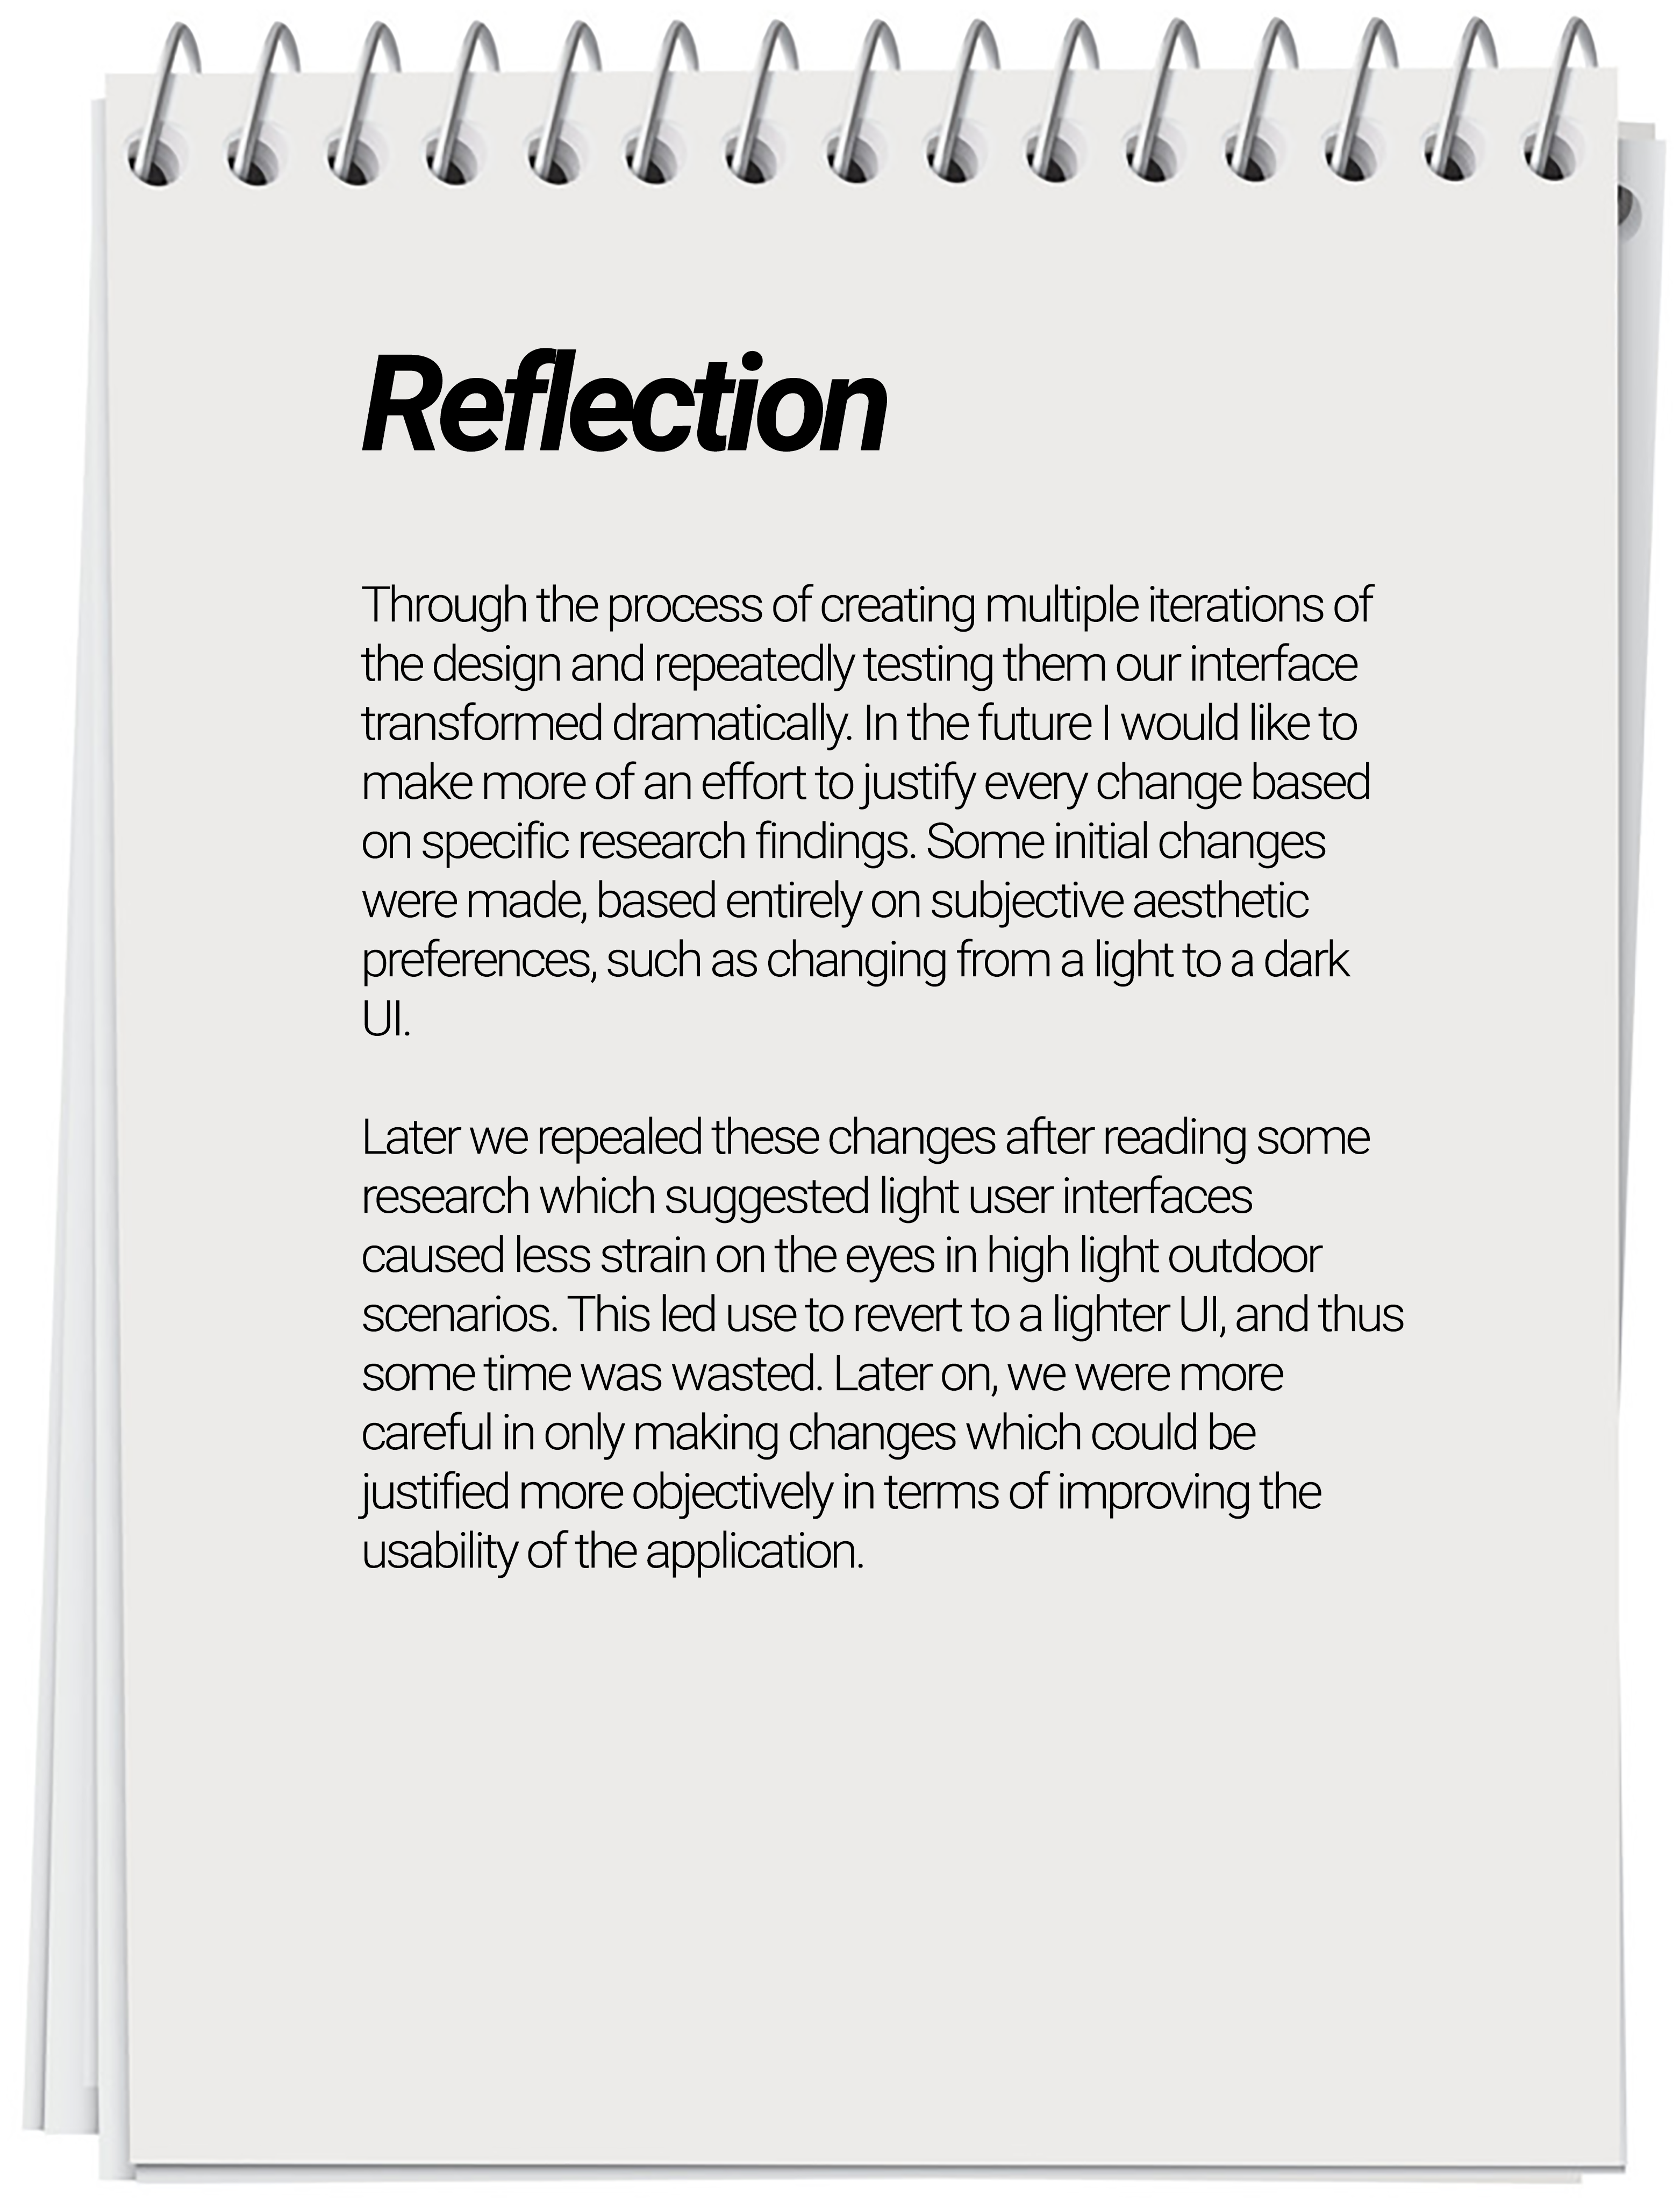 Reflection
Through the process of creating multiple iterations of
the design and repeatedly testing them our interface
transformed dramatically. In the future I would like to
make more of an effort to justify every change based
on specific research findings. Some initial changes
were made, based entirely on subjective aesthetic
preferences, such as changing from a light to a dark
UI.
Later we repealed these changes after reading some
research which suggested light user interfaces
caused less strain on the eyes in high light outdoor
scenarios. This led use to revert to a lighter UI, and thus
some time was wasted. Later on, we were more
careful in only making changes which could be
justified more objectively in terms of improving the
usability of the application.